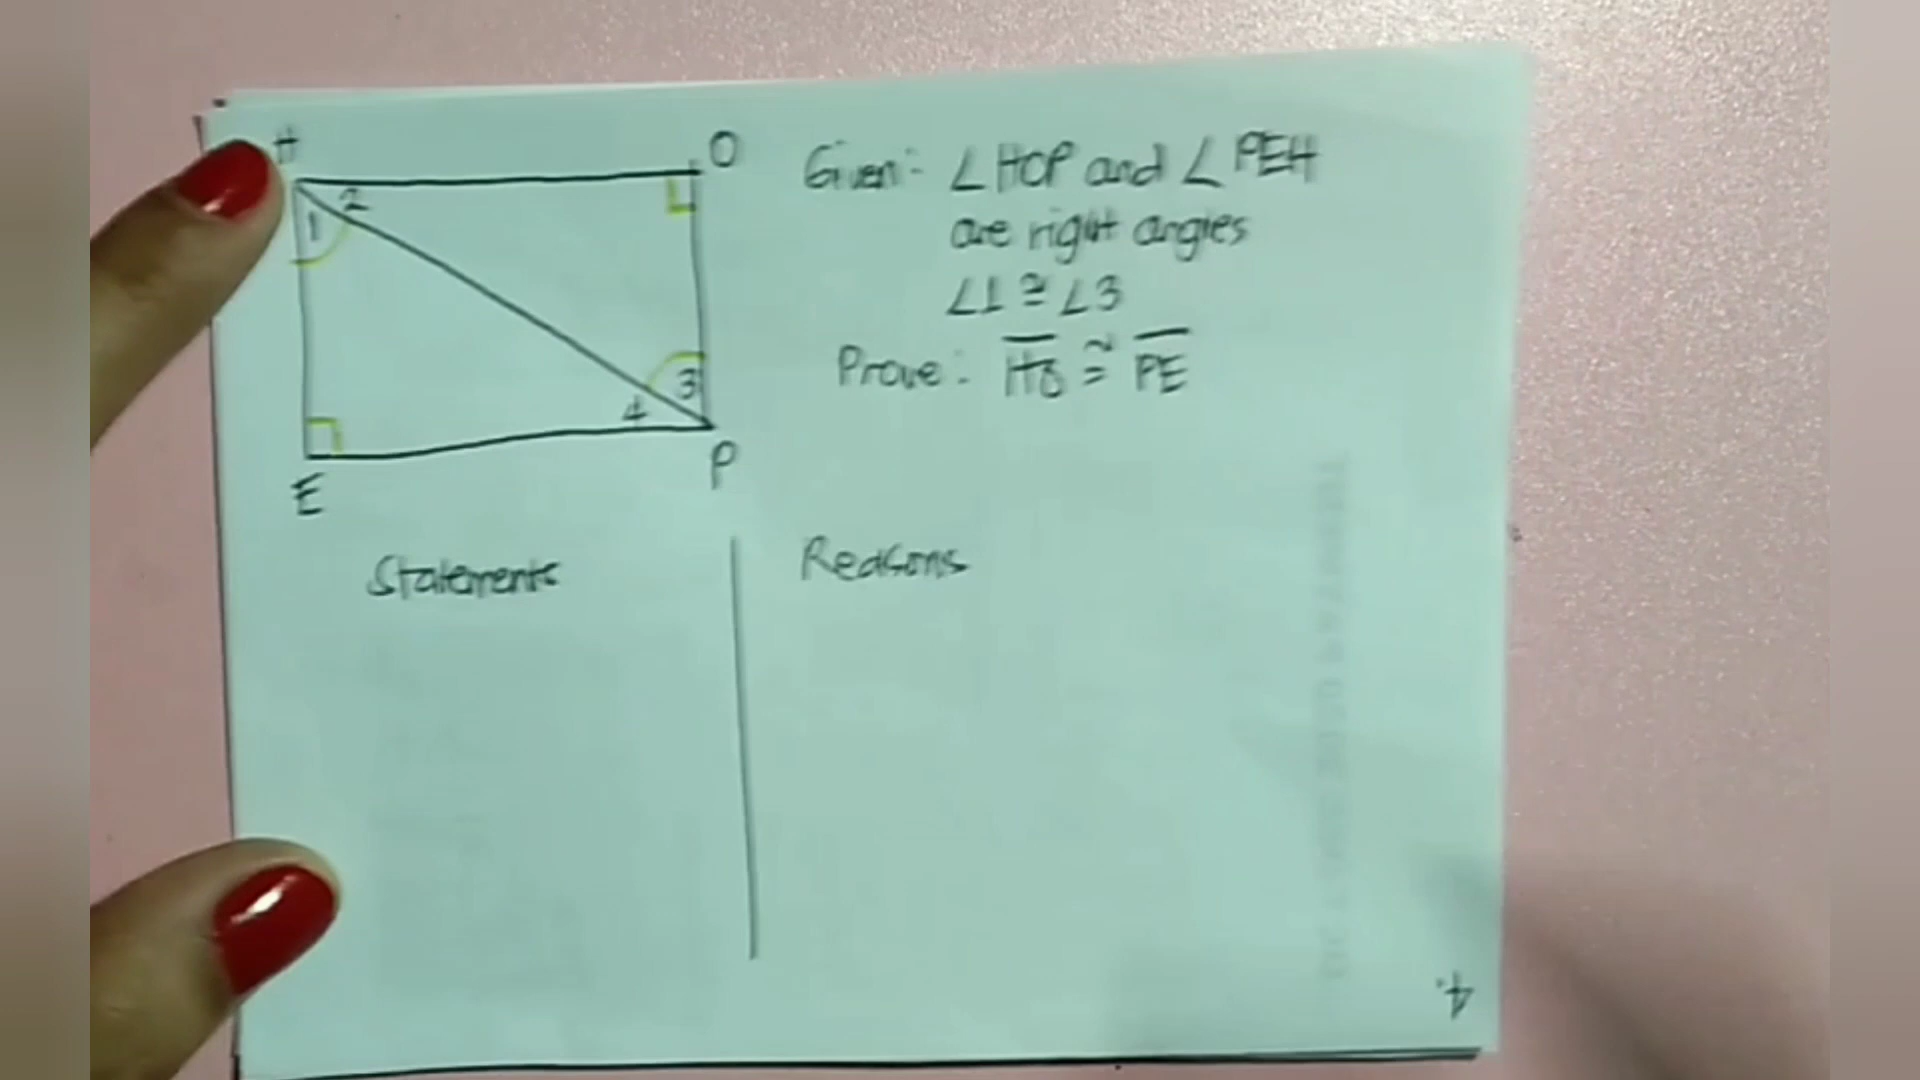 H
O
2
1
3
4
E
P
Given: ∠HOP and ∠PEH
are right angles
∠1 ≅ ∠3
Prove: HO ≅ PE
Statements
Reasons
4.